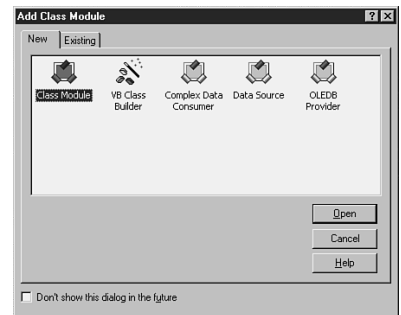 Add Class Module
New Existing
Class Module VB Class Builder Complex Data Consumer Data Source OLEDB Provider
Open
Cancel
Help
Don't show this dialog in the future